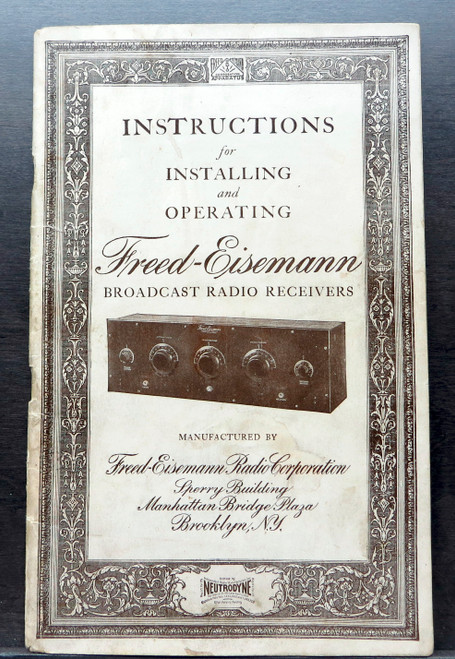 INSTRUCTIONS
for
INSTALLING
and
OPERATING
Freed-Eisemann
BROADCAST RADIO RECEIVERS
MANUFACTURED BY
Freed-Eisemann Radio Corporation
Sperry Building
Manhattan Bridge Plaza
Brooklyn, N.Y.
NEUTRODYNE